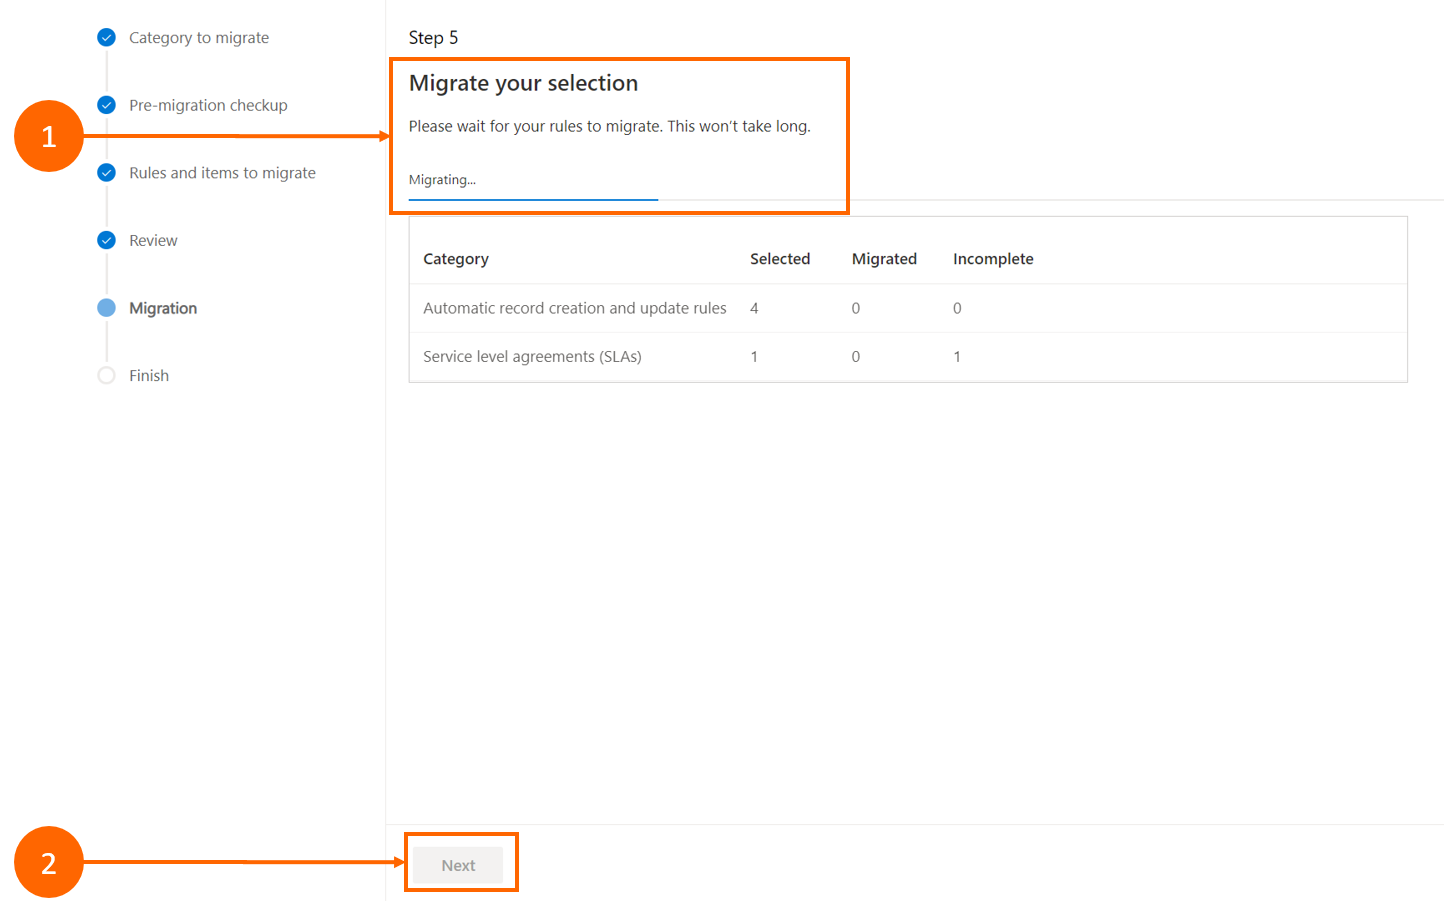 Category to migrate
Pre-migration checkup
Rules and items to migrate
Review
Migration
Finish
1
Step 5
Migrate your selection
Please wait for your rules to migrate. This won't take long.
Migrating...
Category Selected Migrated Incomplete
Automatic record creation and update rules 4 0 0
Service level agreements (SLAs) 1 0 1
2
Next